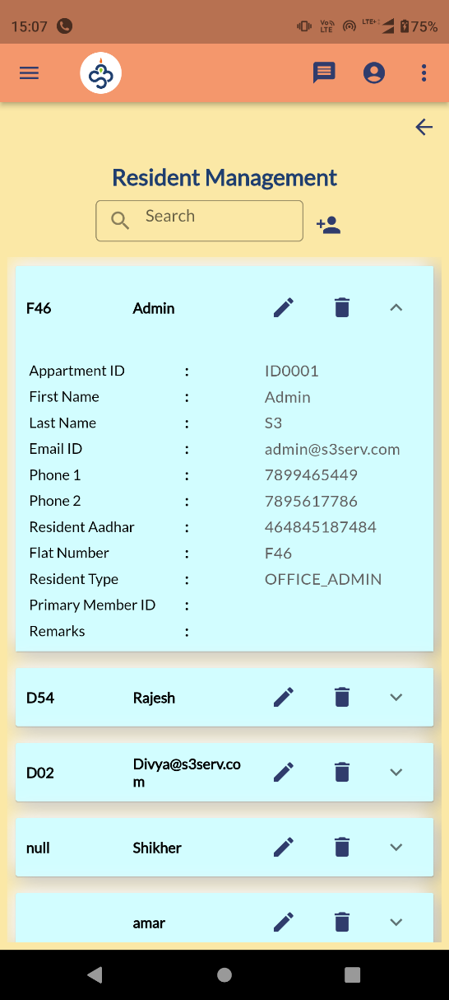 15:07 Vo LTE LTE+ 75%
Resident Management
Search
F46 Admin
Appartment ID : ID0001
First Name : Admin
Last Name : S3
Email ID : admin@s3serv.com
Phone 1 : 7899465449
Phone 2 : 7895617786
Resident Aadhar : 464845187484
Flat Number : F46
Resident Type : OFFICE_ADMIN
Primary Member ID :
Remarks :
D54 Rajesh
D02 Divya@s3serv.co
m
null Shikher
amar